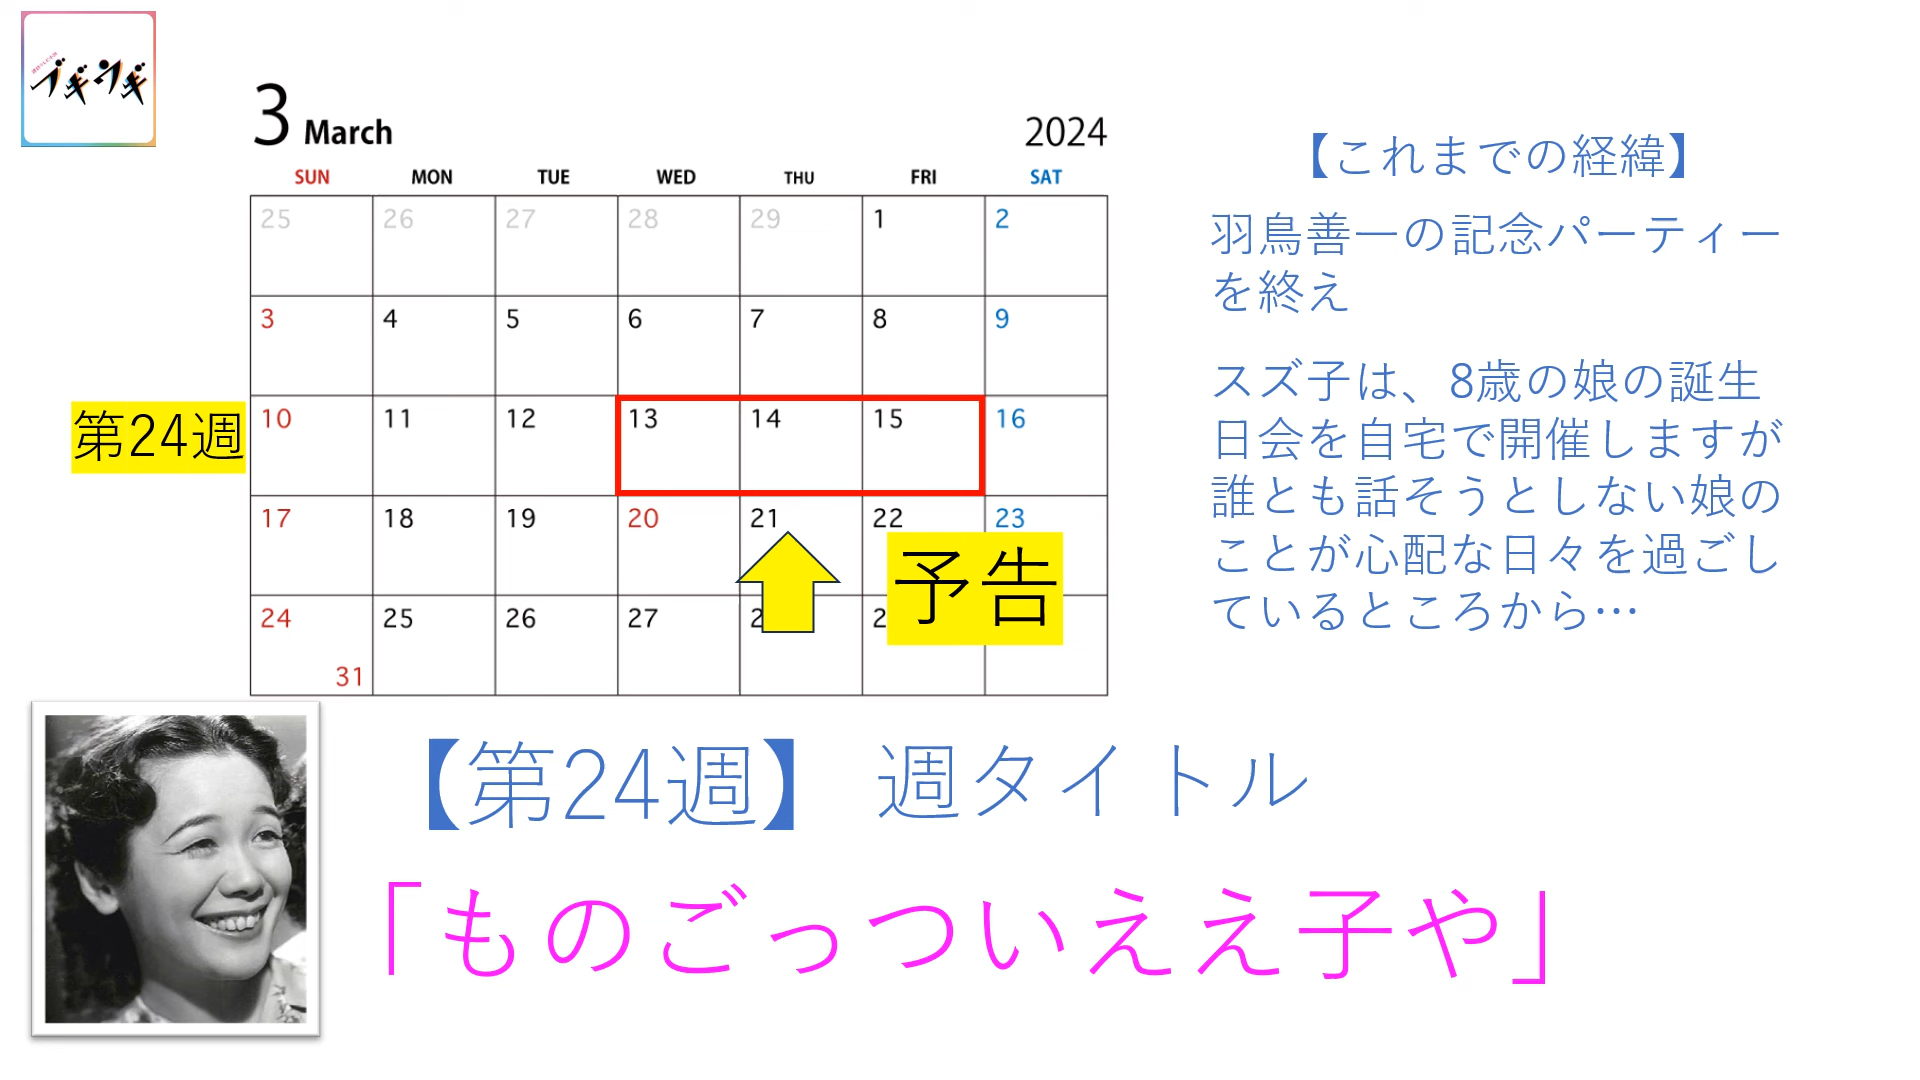 ブギウギ
3 March 2024
SUN MON TUE WED THU FRI SAT
25 26 27 28 29 1 2
3 4 5 6 7 8 9
第24週
10 11 12 13 14 15 16
17 18 19 20 21 22 23
予告
24 25 26 27 2 2
31
【これまでの経緯】
羽鳥善一の記念パーティー
を終え
スズ子は、8歳の娘の誕生
日会を自宅で開催しますが
誰とも話そうとしない娘の
ことが心配な日々を過ごし
ているところから…
【第24週】 週タイトル
「ものごっついええ子や」